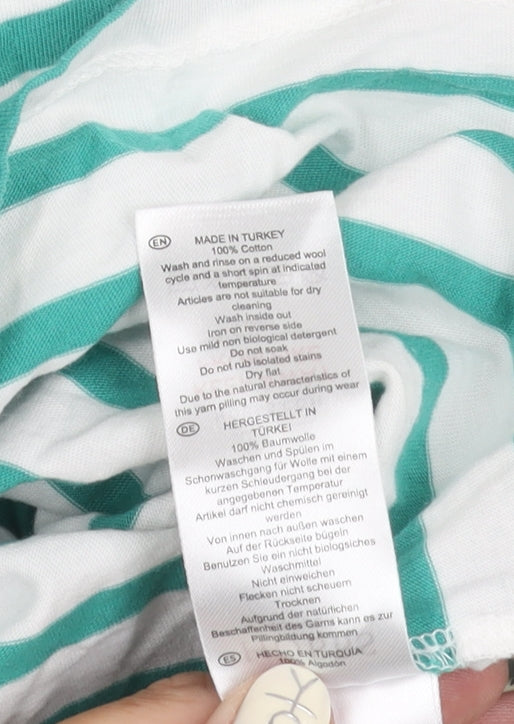 EN MADE IN TURKEY
100% Cotton
Wash and rinse on a reduced wool
cycle and a short spin at indicated
temperature
Articles are not suitable for dry
cleaning
Wash inside out
Iron on reverse side
Use mild non biological detergent
Do not soak
Do not rub isolated stains
Dry flat
Due to the natural characteristics of
this yarn pilling may occur during wear
DE HERGESTELLT IN
TÜRKEI
100% Baumwolle
Waschen und Spülen im
Schonwaschgang für Wolle mit einem
kurzen Schleudergang bei der
angegebenen Temperatur
Artikel darf nicht chemisch gereinigt
werden
Von innen nach außen waschen
Auf der Rückseite bügeln
Benutzen Sie ein nicht biologisches
Waschmittel
Nicht einweichen
Flecken nicht scheuern
Trocknen
Aufgrund der natürlichen
Beschaffenheit des Garns kann es zur
Pillingbildung kommen
ES HECHO EN TURQUÍA
100% Algodón